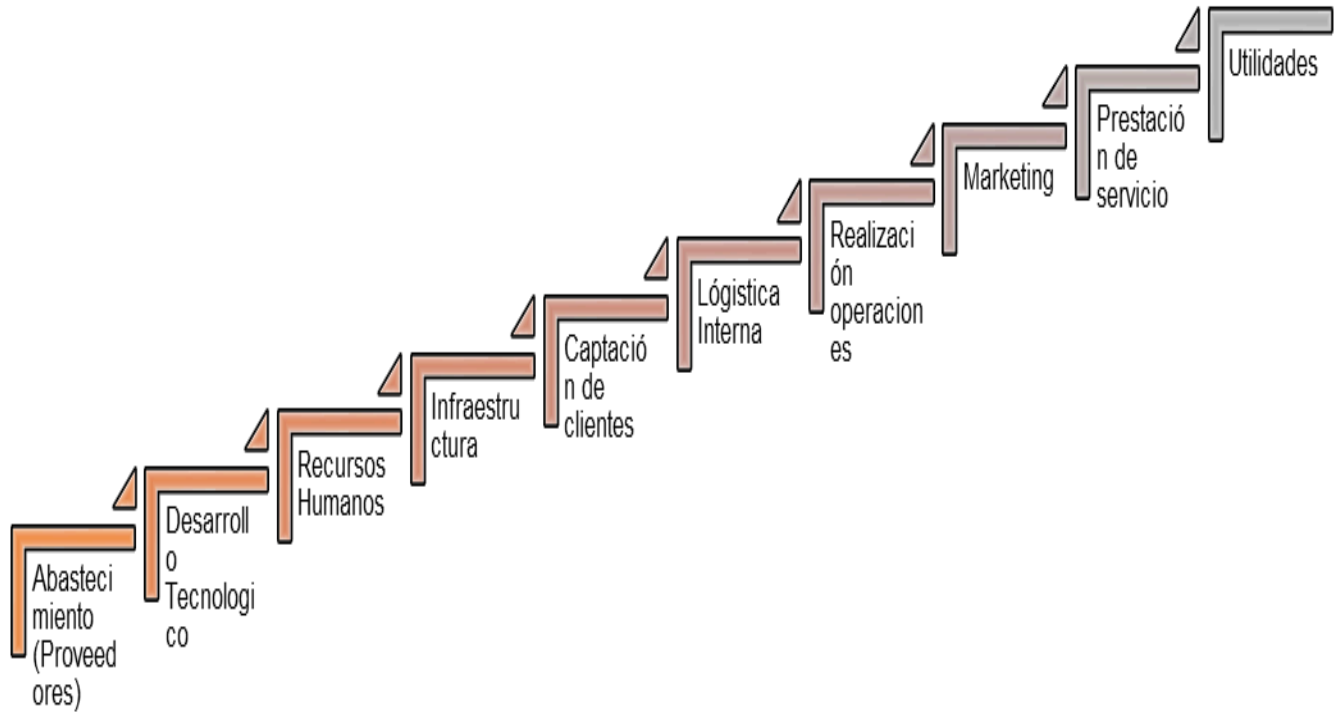 Abasteci
miento
(Proveed
ores)
Desarroll
o
Tecnologi
co
Recursos
Humanos
Infraestru
ctura
Captació
n de
clientes
Lógistica
Interna
Realizaci
ón
operacion
es
Marketing
Prestació
n de
servicio
Utilidades